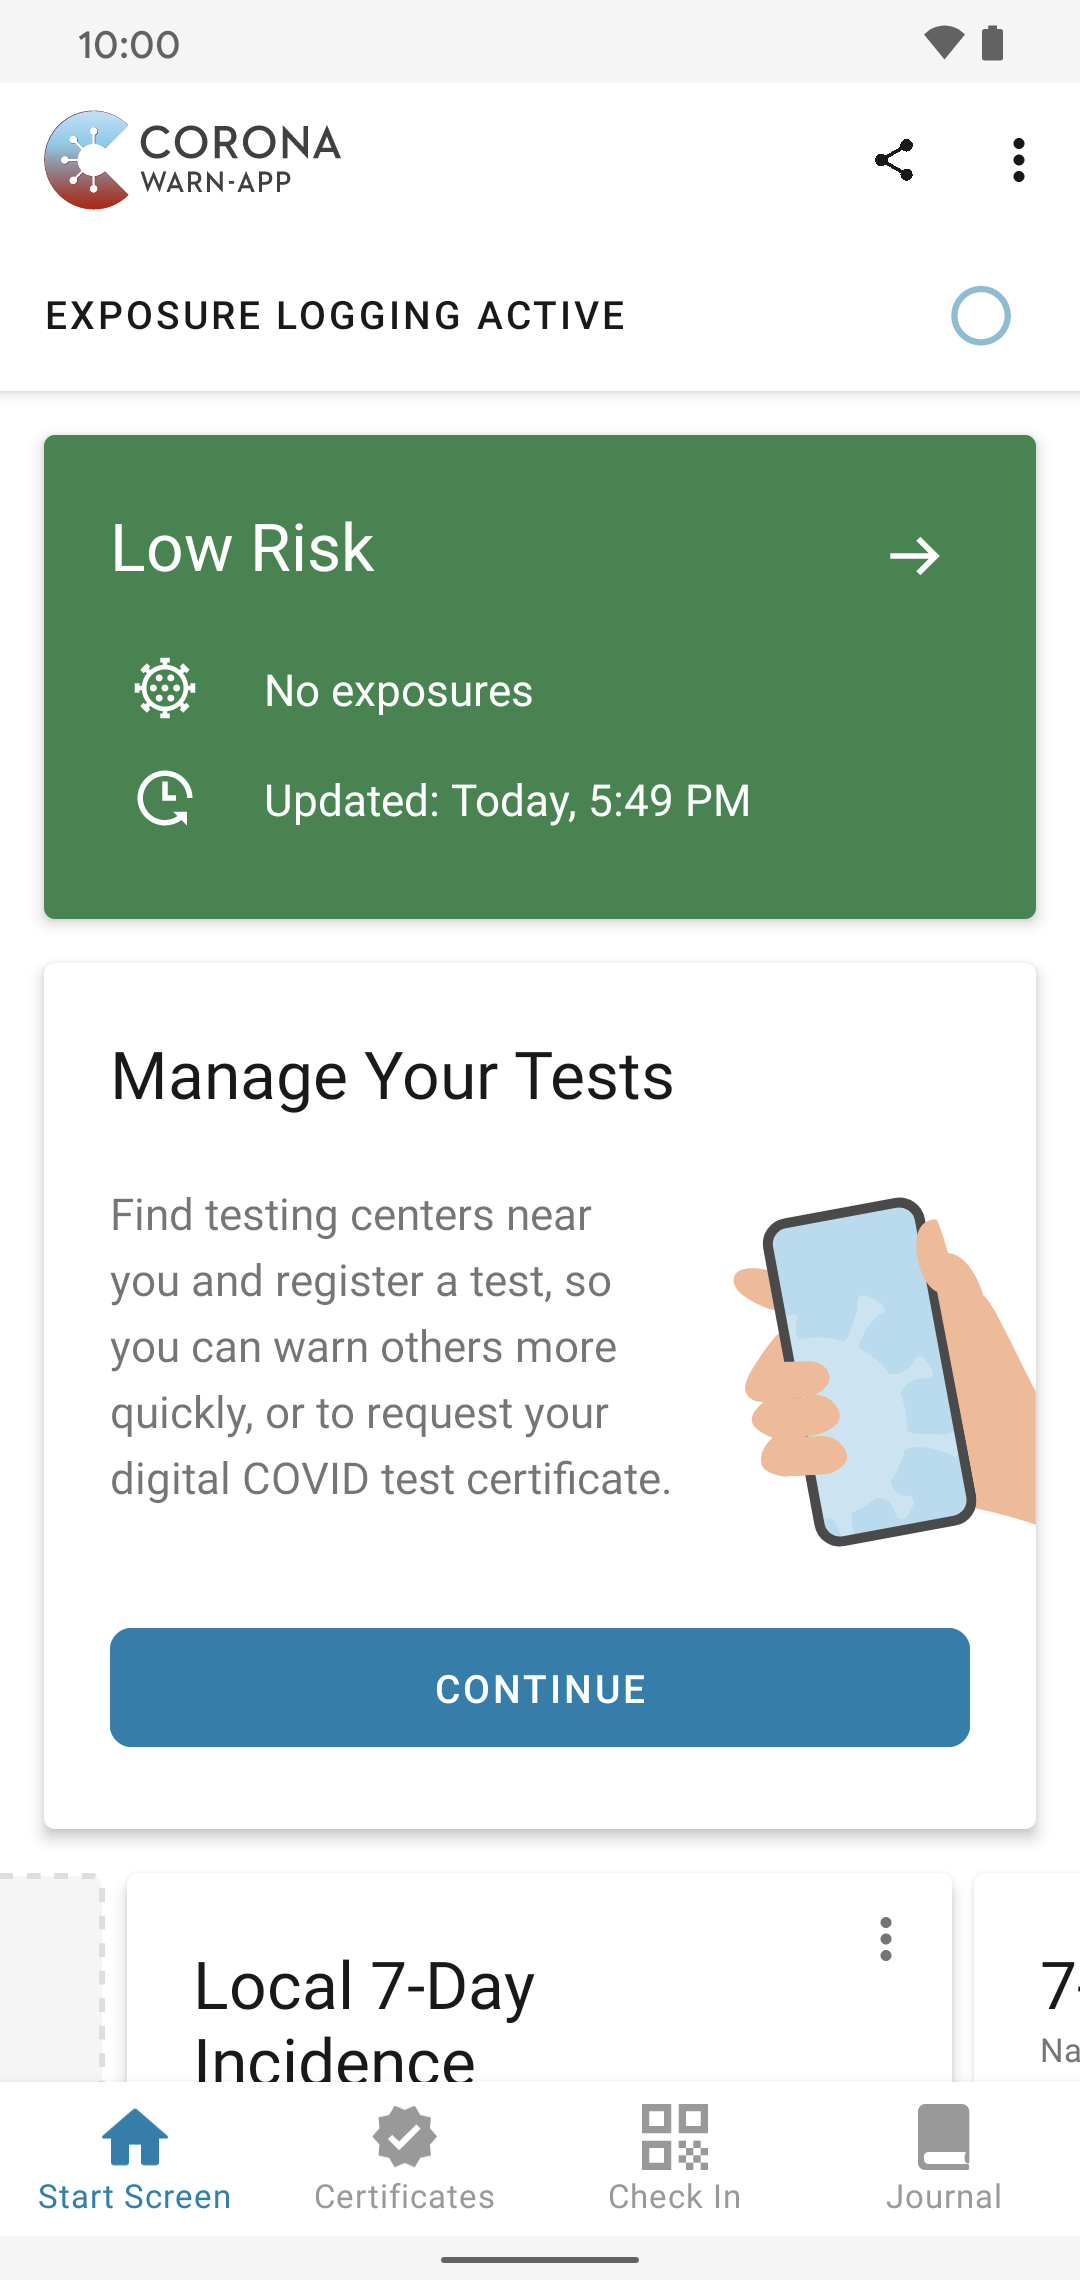 10:00
CORONA
WARN-APP
EXPOSURE LOGGING ACTIVE
Low Risk
No exposures
Updated: Today, 5:49 PM
Manage Your Tests
Find testing centers near
you and register a test, so
you can warn others more
quickly, or to request your
digital COVID test certificate.
CONTINUE
Local 7-Day
Incidence
7-
Na
Start Screen
Certificates
Check In
Journal